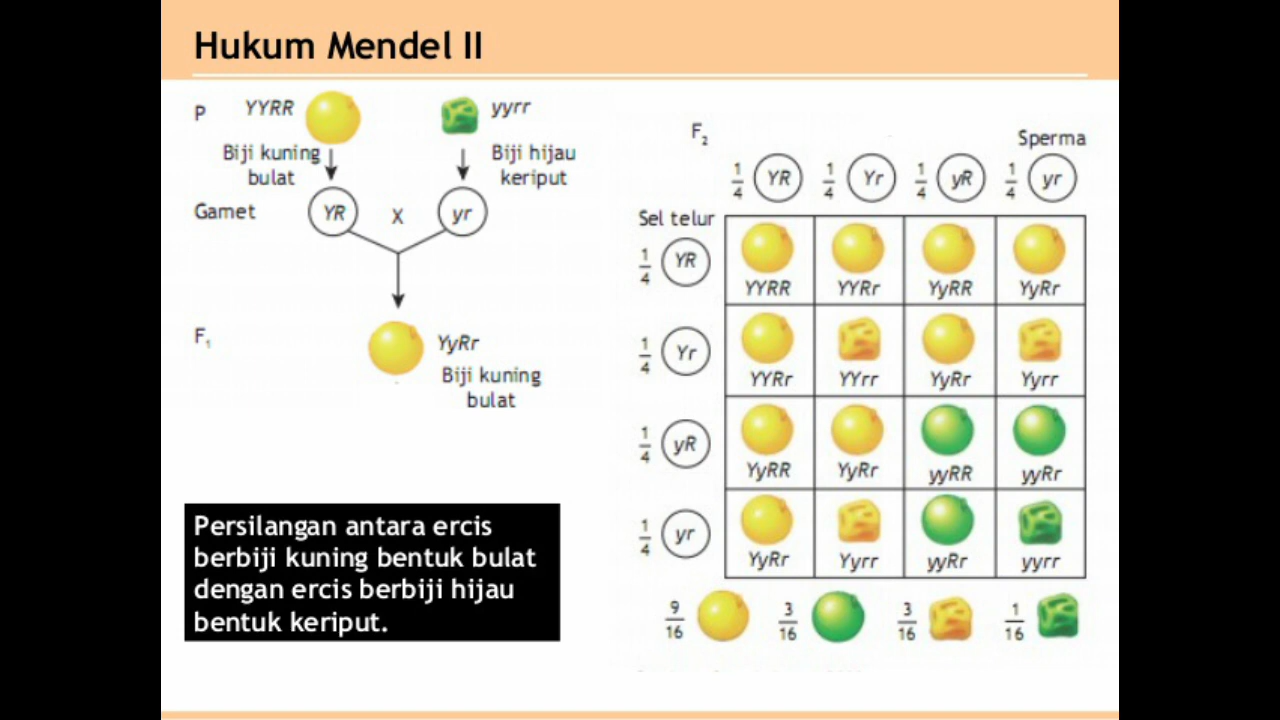 Hukum Mendel II
P YYRR yyrr
Biji kuning bulat
Biji hijau keriput
Gamet YR X yr
F₁ YyRr
Biji kuning
bulat
Persilangan antara ercis
berbiji kuning bentuk bulat
dengan ercis berbiji hijau
bentuk keriput.
F₂
Sperma
1/4 YR 1/4 Yr 1/4 yR 1/4 yr
Sel telur
1/4 YR
YYRR YYRr YyRR YyRr
1/4 Yr
YYRr YYrr YyRr Yyrr
1/4 yR
YyRR YyRr yyRR yyRr
1/4 yr
YyRr Yyrr yyRr yyrr
9/16 3/16 3/16 1/16